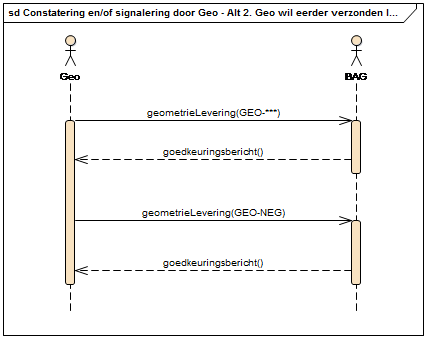 sd Constatering en/of signalering door Geo - Alt 2. Geo wil eerder verzonden l...
Geo
BAG
geometrieLevering(GEO-***)
goedkeuringsbericht()
geometrieLevering(GEO-NEG)
goedkeuringsbericht()